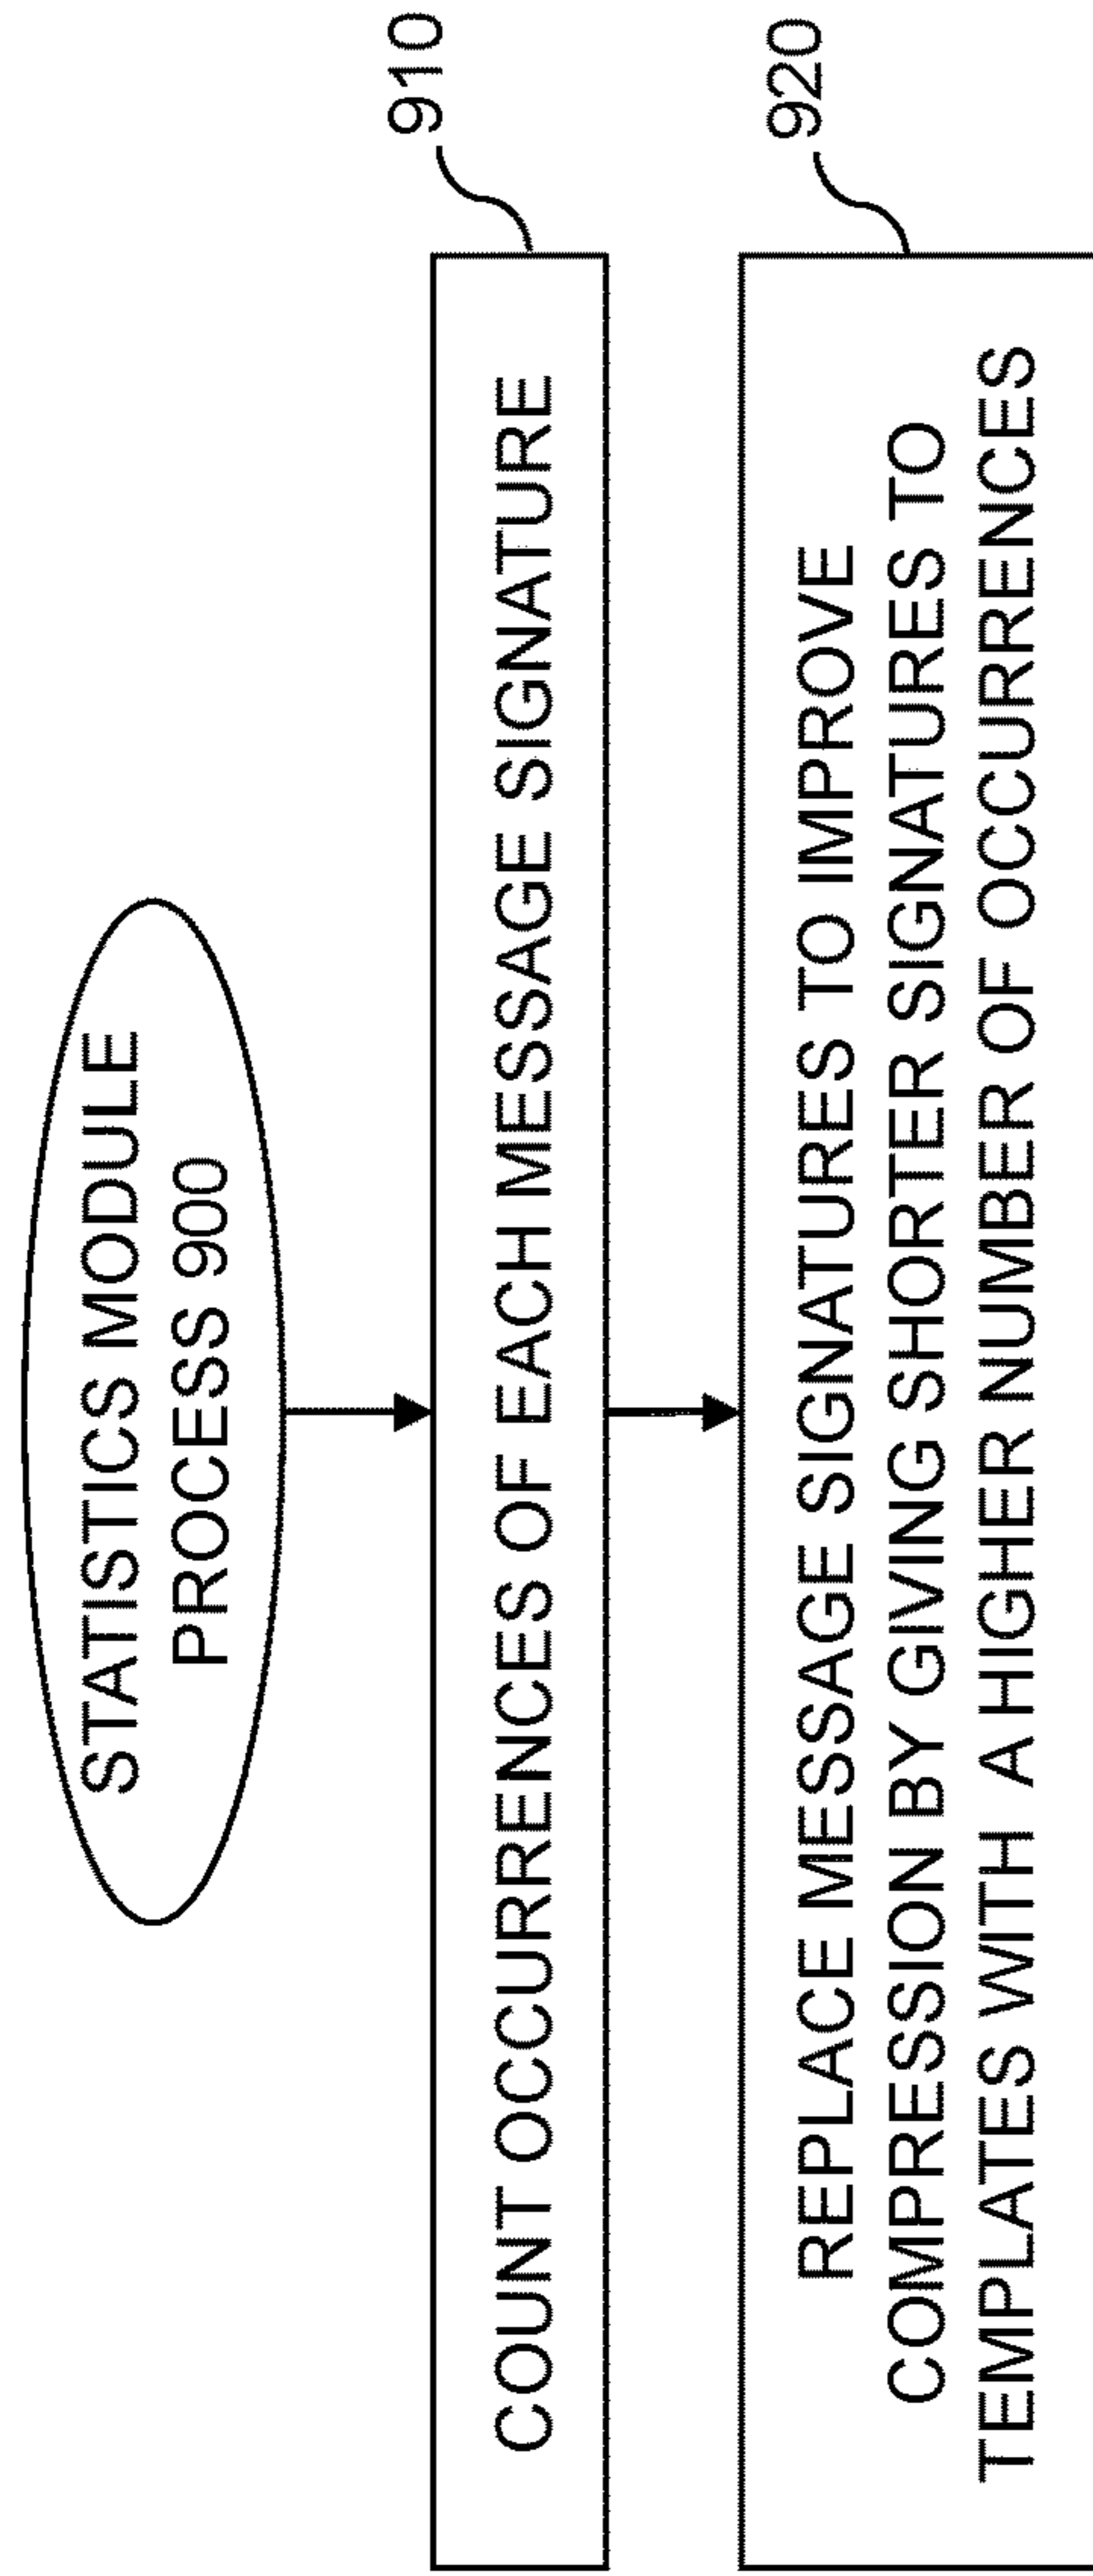 STATISTICS MODULE
PROCESS 900
910
COUNT OCCURRENCES OF EACH MESSAGE SIGNATURE
920
REPLACE MESSAGE SIGNATURES TO IMPROVE
COMPRESSION BY GIVING SHORTER SIGNATURES TO
TEMPLATES WITH A HIGHER NUMBER OF OCCURRENCES